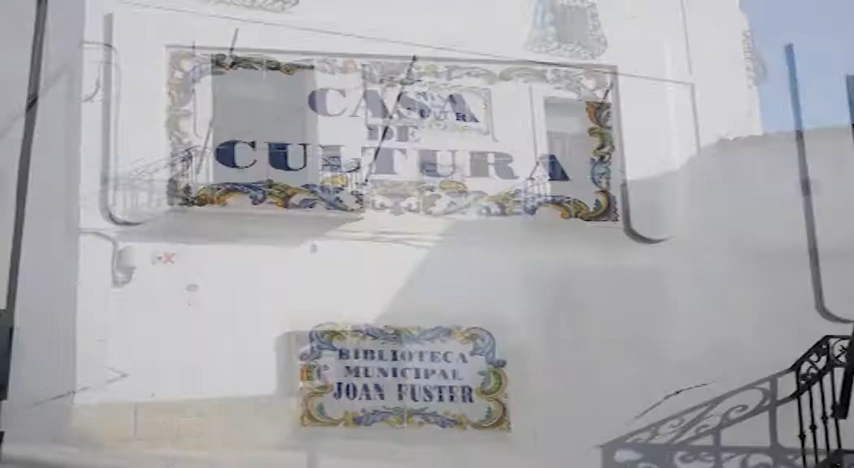 CASA
DE
CULTURA
BIBLIOTECA
MUNICIPAL
JOAN FUSTER